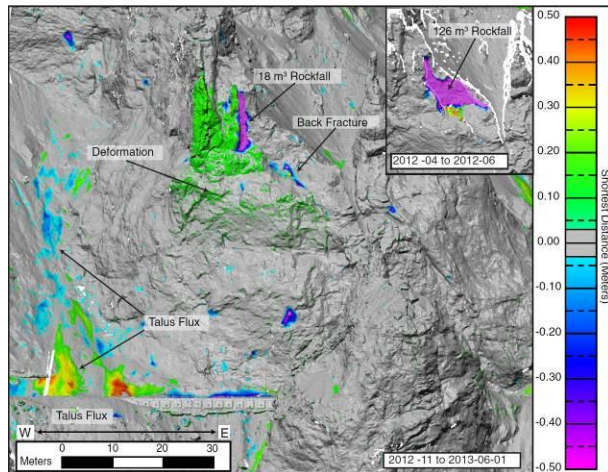 126 m³ Rockfall
2012 -04 to 2012-06
18 m³ Rockfall
Back Fracture
Deformation
Talus Flux
Talus Flux
W
E
0 10 20 30
Meters
2012 -11 to 2013-06-01
0.50
0.40
0.30
0.20
0.10
0.00
-0.10
-0.20
-0.30
-0.40
-0.50
Shortest Distance (Meters)